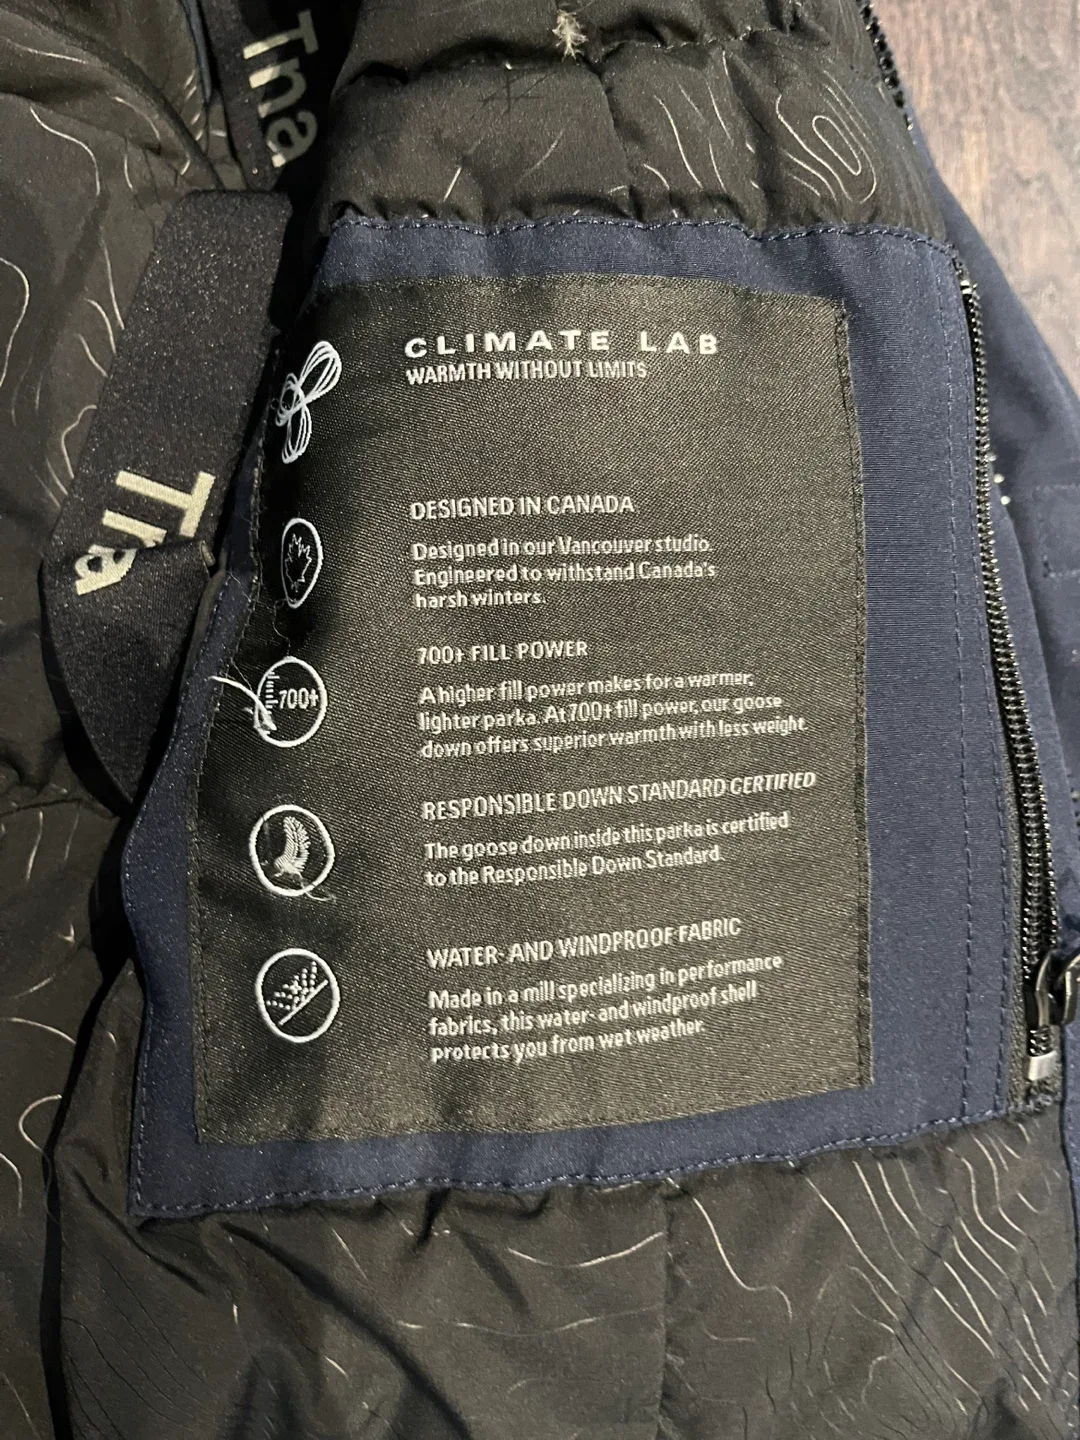 Tna
Tna
CLIMATE LAB
WARMTH WITHOUT LIMITS
DESIGNED IN CANADA
Designed in our Vancouver studio.
Engineered to withstand Canada's
harsh winters.
700+ FILL POWER
700+
A higher fill power makes for a warmer,
lighter parka. At 700+ fill power, our goose
down offers superior warmth with less weight.
RESPONSIBLE DOWN STANDARD CERTIFIED
The goose down inside this parka is certified
to the Responsible Down Standard.
WATER- AND WINDPROOF FABRIC
Made in a mill specializing in performance
fabrics, this water- and windproof shell
protects you from wet weather.